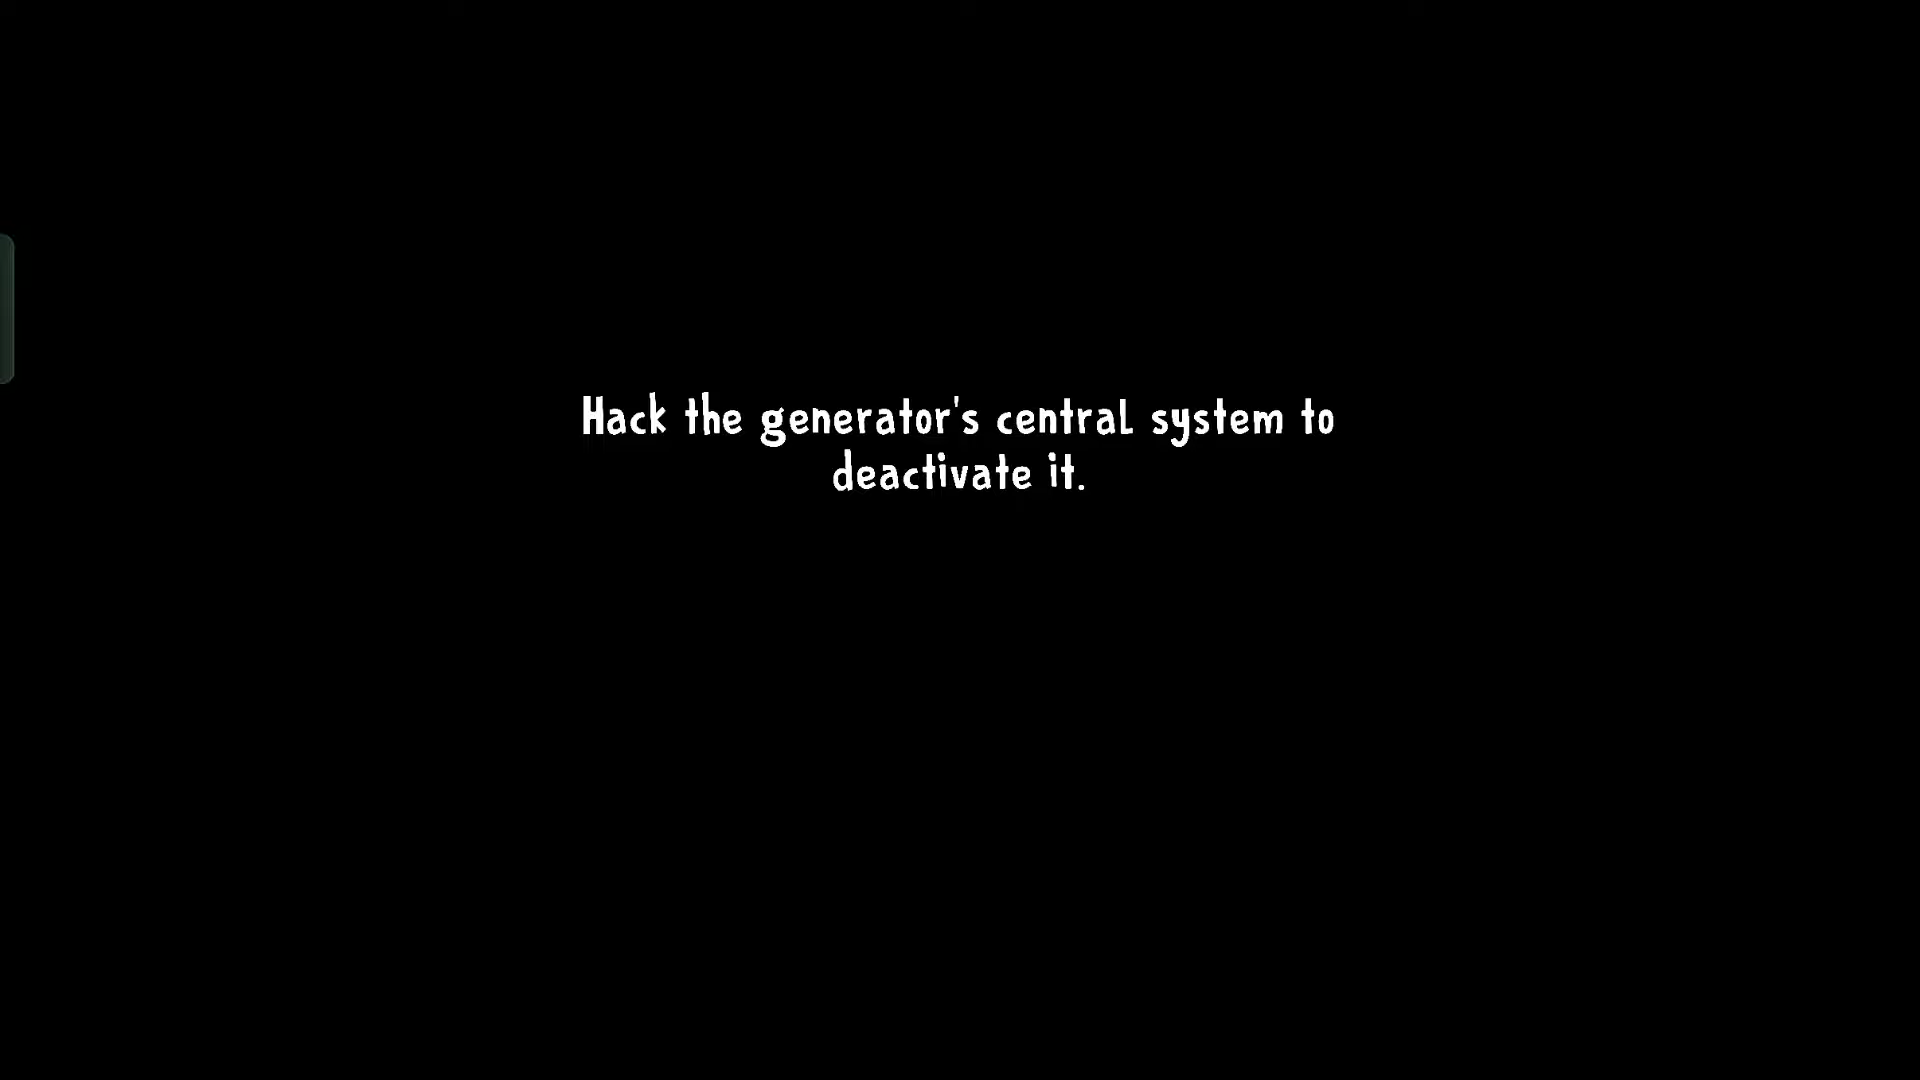 Hack the generator's central system to
deactivate it.